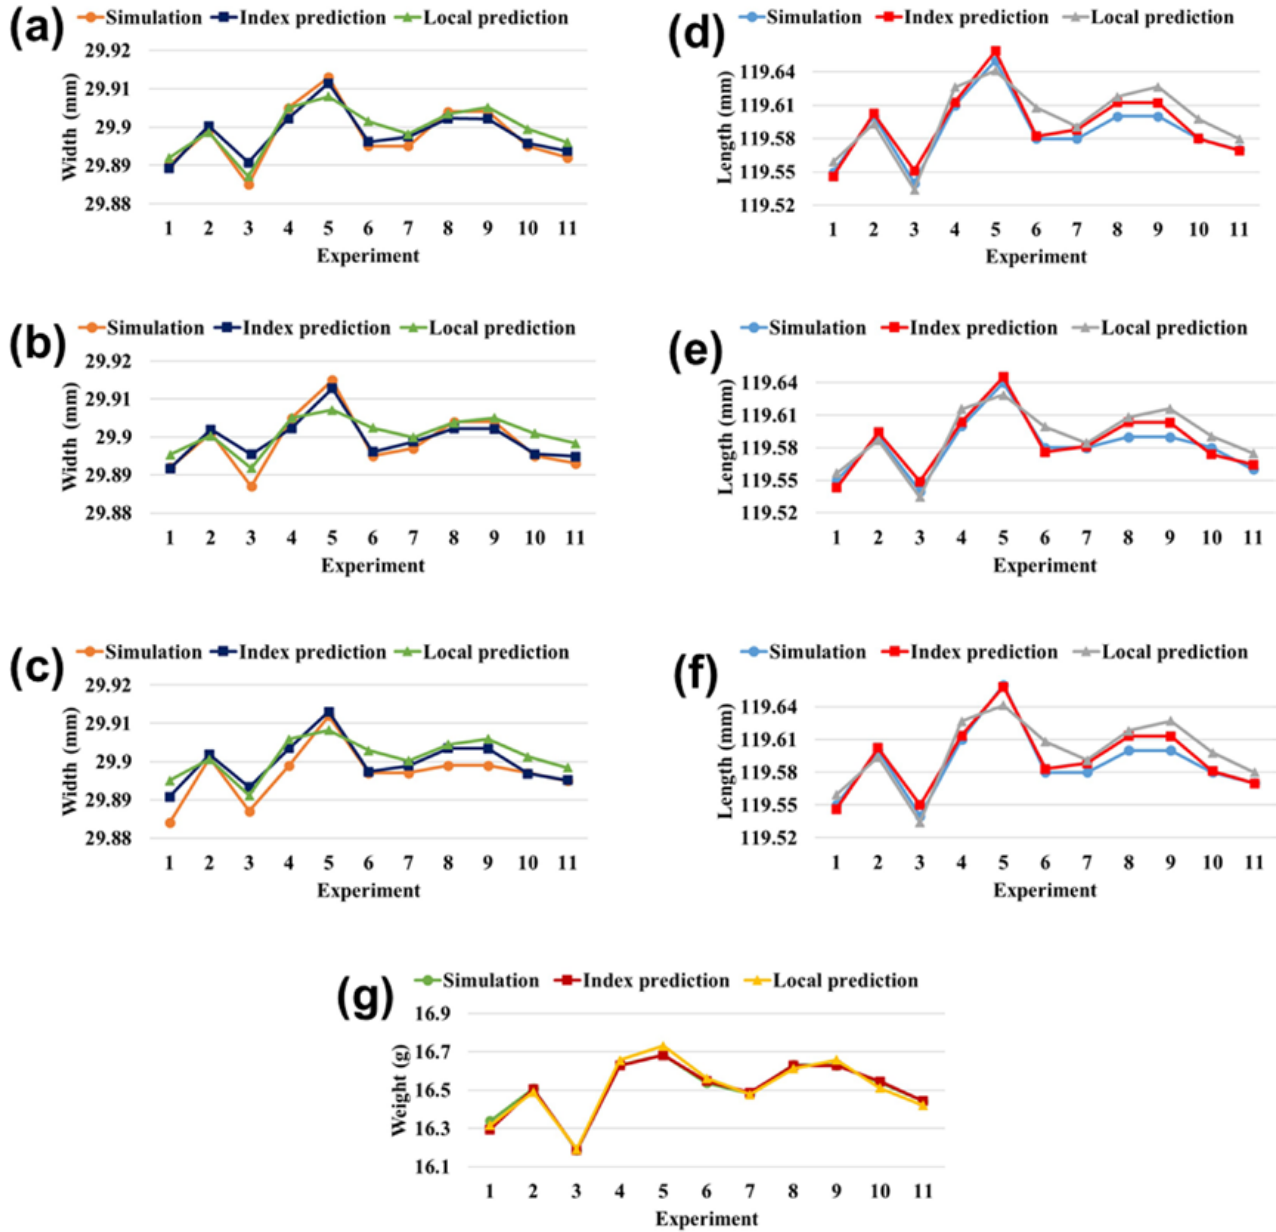 (a)
Simulation Index prediction Local prediction
Width (mm)
29.92
29.91
29.9
29.89
29.88
1 2 3 4 5 6 7 8 9 10 11
Experiment
(d)
Simulation Index prediction Local prediction
Length (mm)
119.64
119.61
119.58
119.55
119.52
1 2 3 4 5 6 7 8 9 10 11
Experiment
(b)
Simulation Index prediction Local prediction
Width (mm)
29.92
29.91
29.9
29.89
29.88
1 2 3 4 5 6 7 8 9 10 11
Experiment
(e)
Simulation Index prediction Local prediction
Length (mm)
119.64
119.61
119.58
119.55
119.52
1 2 3 4 5 6 7 8 9 10 11
Experiment
(c)
Simulation Index prediction Local prediction
Width (mm)
29.92
29.91
29.9
29.89
29.88
1 2 3 4 5 6 7 8 9 10 11
Experiment
(f)
Simulation Index prediction Local prediction
Length (mm)
119.64
119.61
119.58
119.55
119.52
1 2 3 4 5 6 7 8 9 10 11
Experiment
(g)
Simulation Index prediction Local prediction
Weight (g)
16.9
16.7
16.5
16.3
16.1
1 2 3 4 5 6 7 8 9 10 11
Experiment